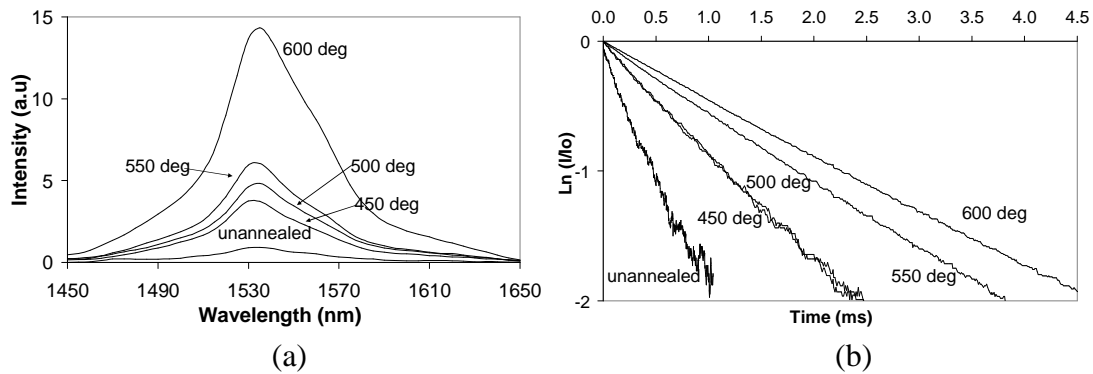 15
10
5
0
Intensity (a.u)
600 deg
550 deg
500 deg
450 deg
unannealed
1450 1490 1530 1570 1610 1650
Wavelength (nm)
(a)
0.0 0.5 1.0 1.5 2.0 2.5 3.0 3.5 4.0 4.5
0
-1
-2
Ln (I/Io)
500 deg
450 deg
600 deg
unannealed
550 deg
Time (ms)
(b)